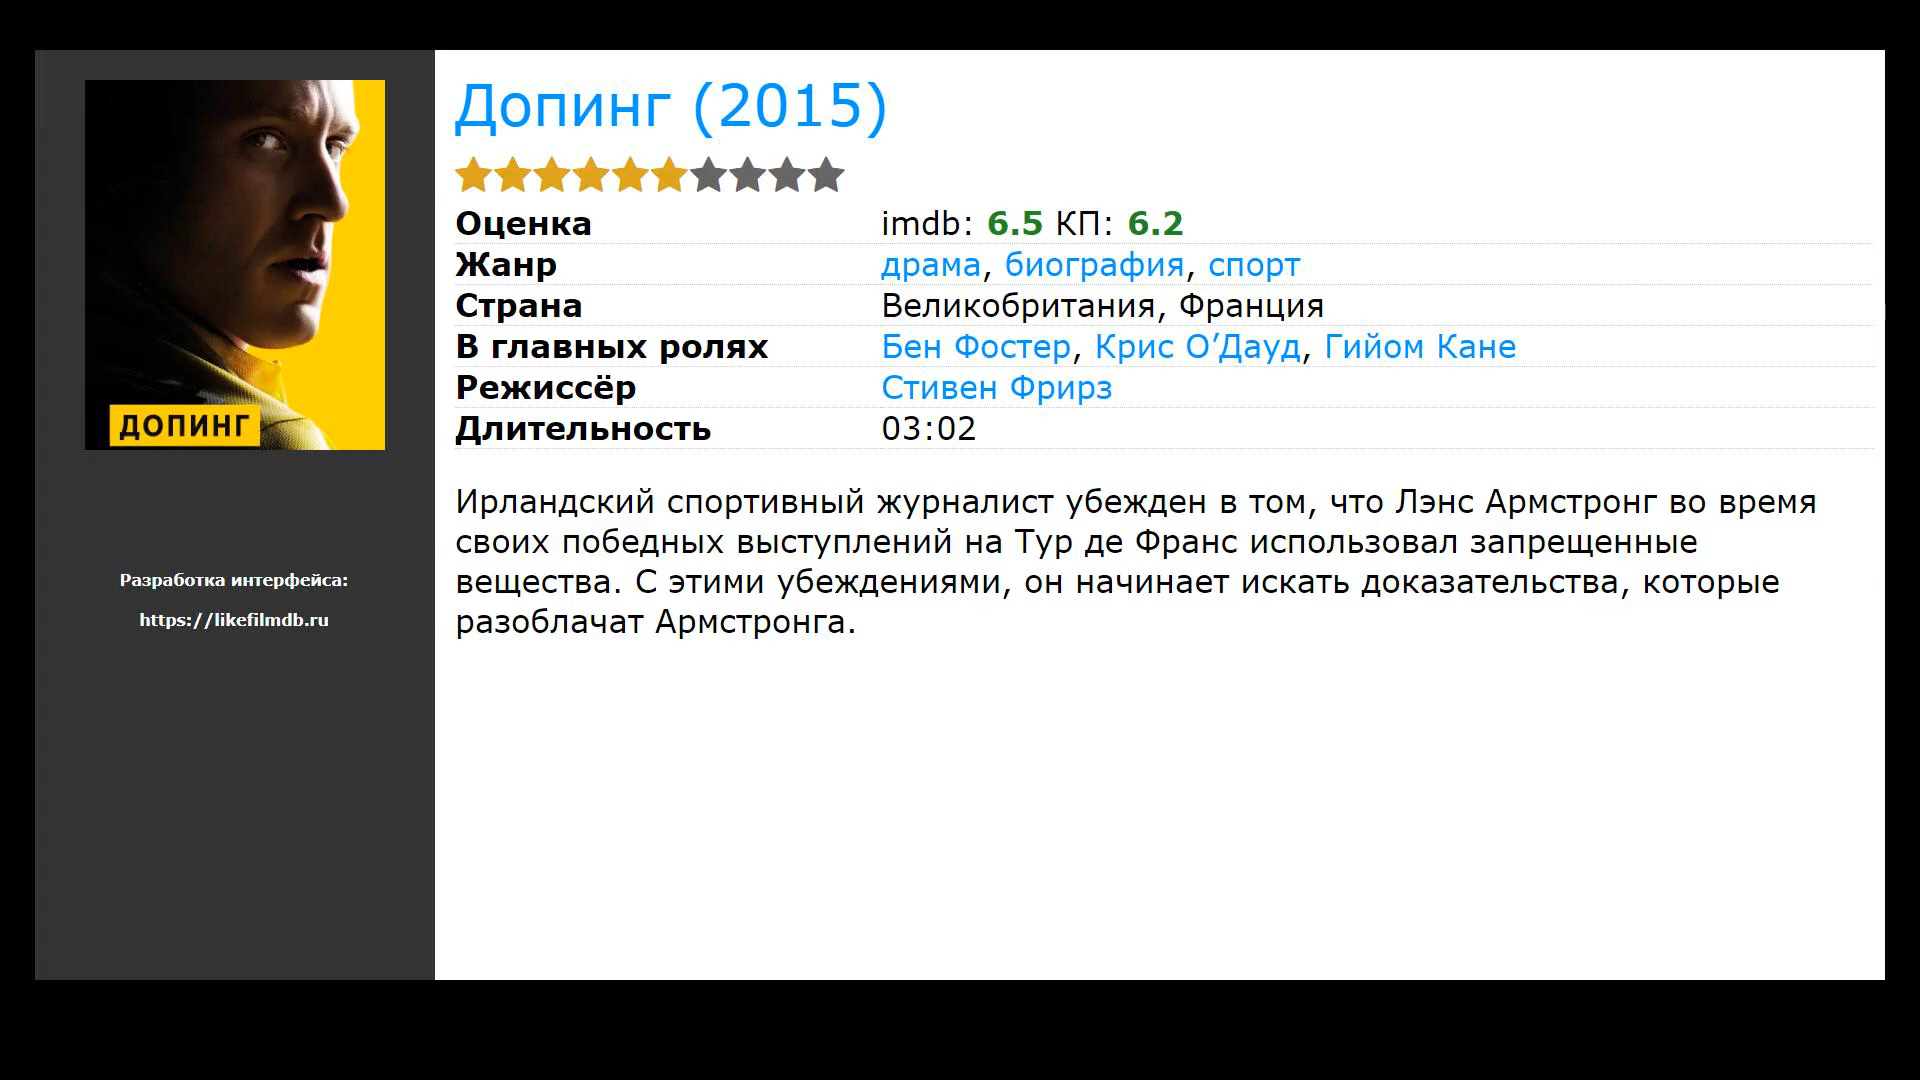 ДОПИНГ
Разработка интерфейса:
https://likefilmdb.ru
Допинг (2015)
Оценка imdb: 6.5 КП: 6.2
Жанр драма, биография, спорт
Страна Великобритания, Франция
В главных ролях Бен Фостер, Крис О’Дауд, Гийом Кане
Режиссёр Стивен Фрирз
Длительность 03:02
Ирландский спортивный журналист убежден в том, что Лэнс Армстронг во время
своих победных выступлений на Тур де Франс использовал запрещенные
вещества. С этими убеждениями, он начинает искать доказательства, которые
разоблачат Армстронга.